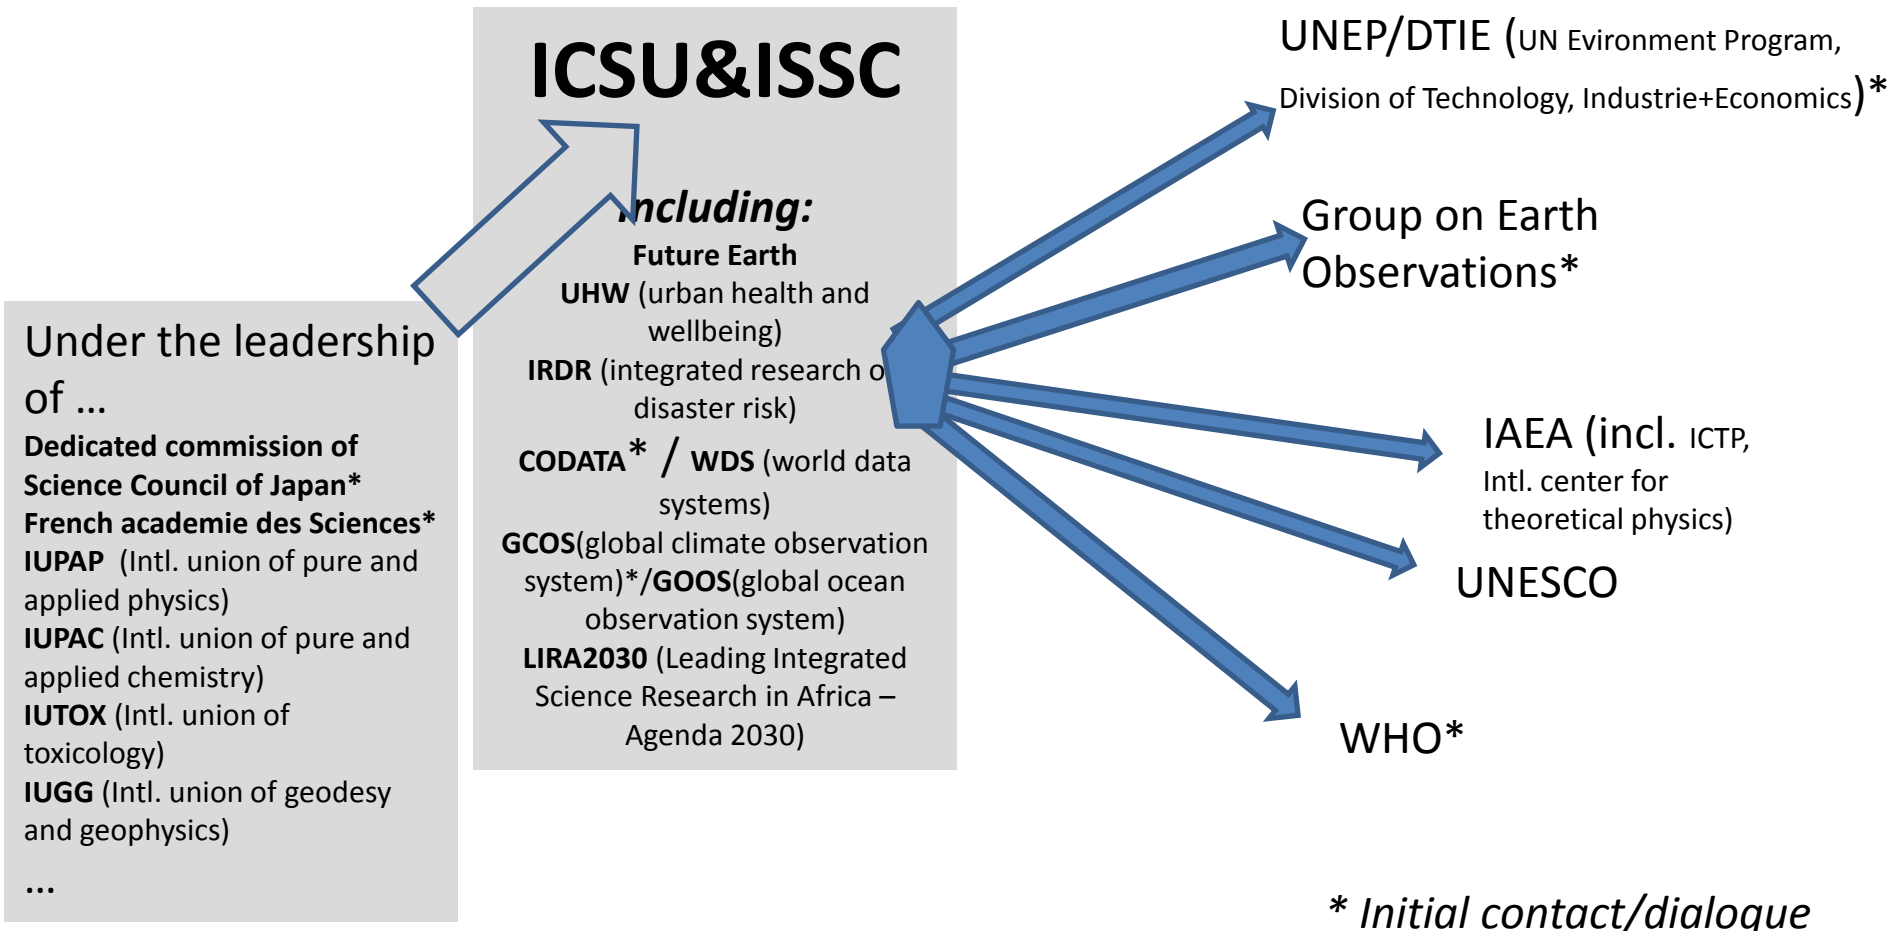 ICSU&ISSC
including:
Future Earth
UHW (urban health and
wellbeing)
IRDR (integrated research o
disaster risk)
CODATA* / WDS (world data
systems)
GCOS(global climate observation
system)*/GOOS(global ocean
observation system)
LIRA2030 (Leading Integrated
Science Research in Africa –
Agenda 2030)
Under the leadership
of ...
Dedicated commission of
Science Council of Japan*
French academie des Sciences*
IUPAP (Intl. union of pure and
applied physics)
IUPAC (Intl. union of pure and
applied chemistry)
IUTOX (Intl. union of
toxicology)
IUGG (Intl. union of geodesy
and geophysics)
...
UNEP/DTIE (UN Evironment Program,
Division of Technology, Industrie+Economics)*
Group on Earth
Observations*
IAEA (incl. ICTP,
Intl. center for
theoretical physics)
UNESCO
WHO*
* Initial contact/dialogue